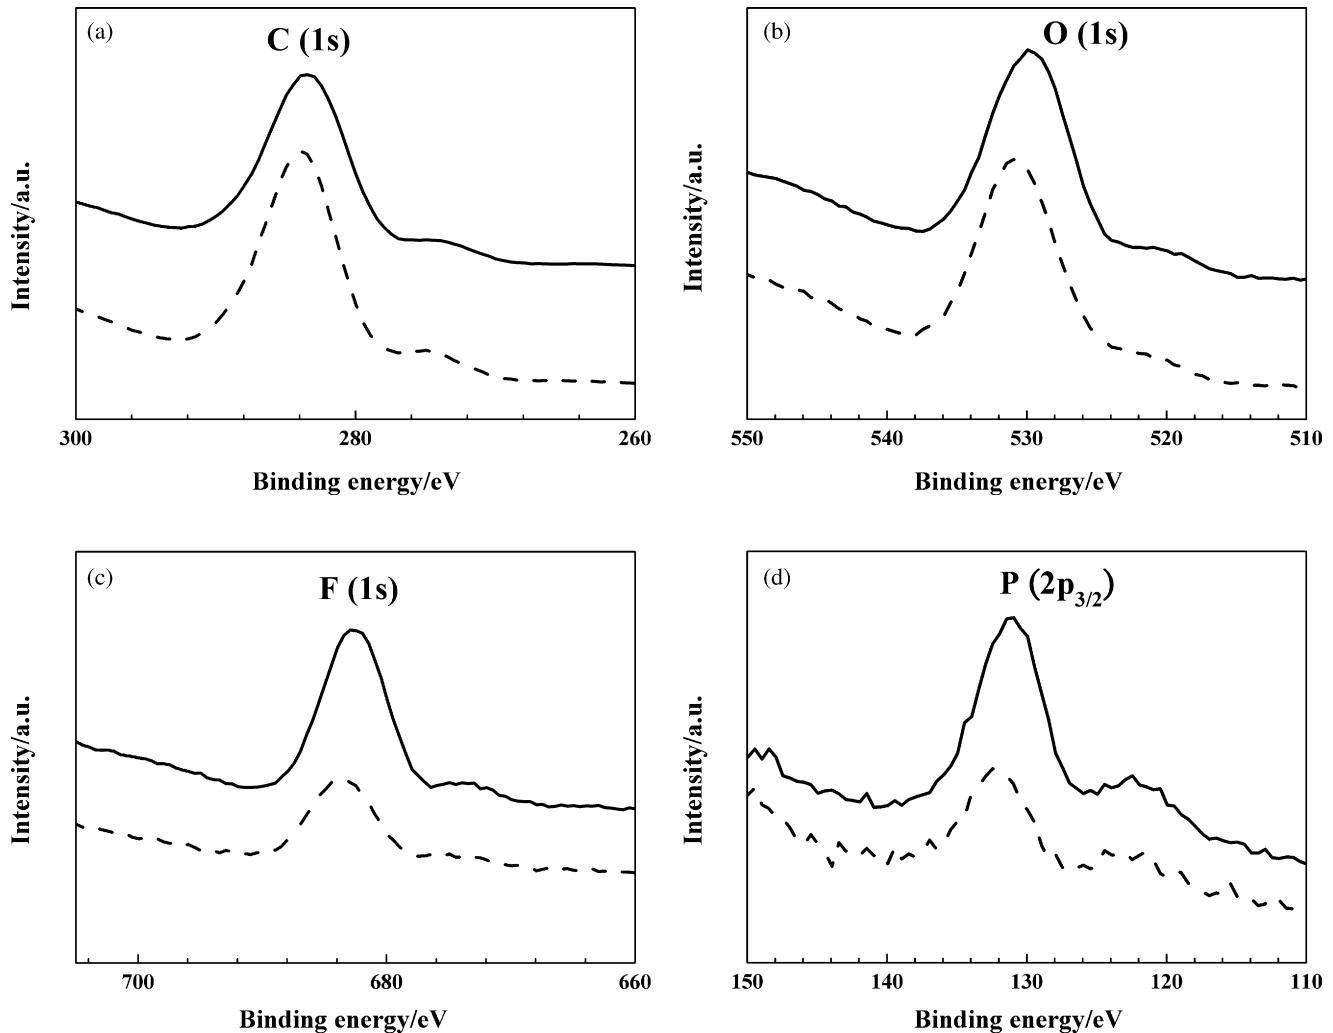 (a)
C (1s)
Intensity/a.u.
300 280 260
Binding energy/eV
(b)
O (1s)
Intensity/a.u.
550 540 530 520 510
Binding energy/eV
(c)
F (1s)
Intensity/a.u.
700 680 660
Binding energy/eV
(d)
P (2p3/2)
Intensity/a.u.
150 140 130 120 110
Binding energy/eV